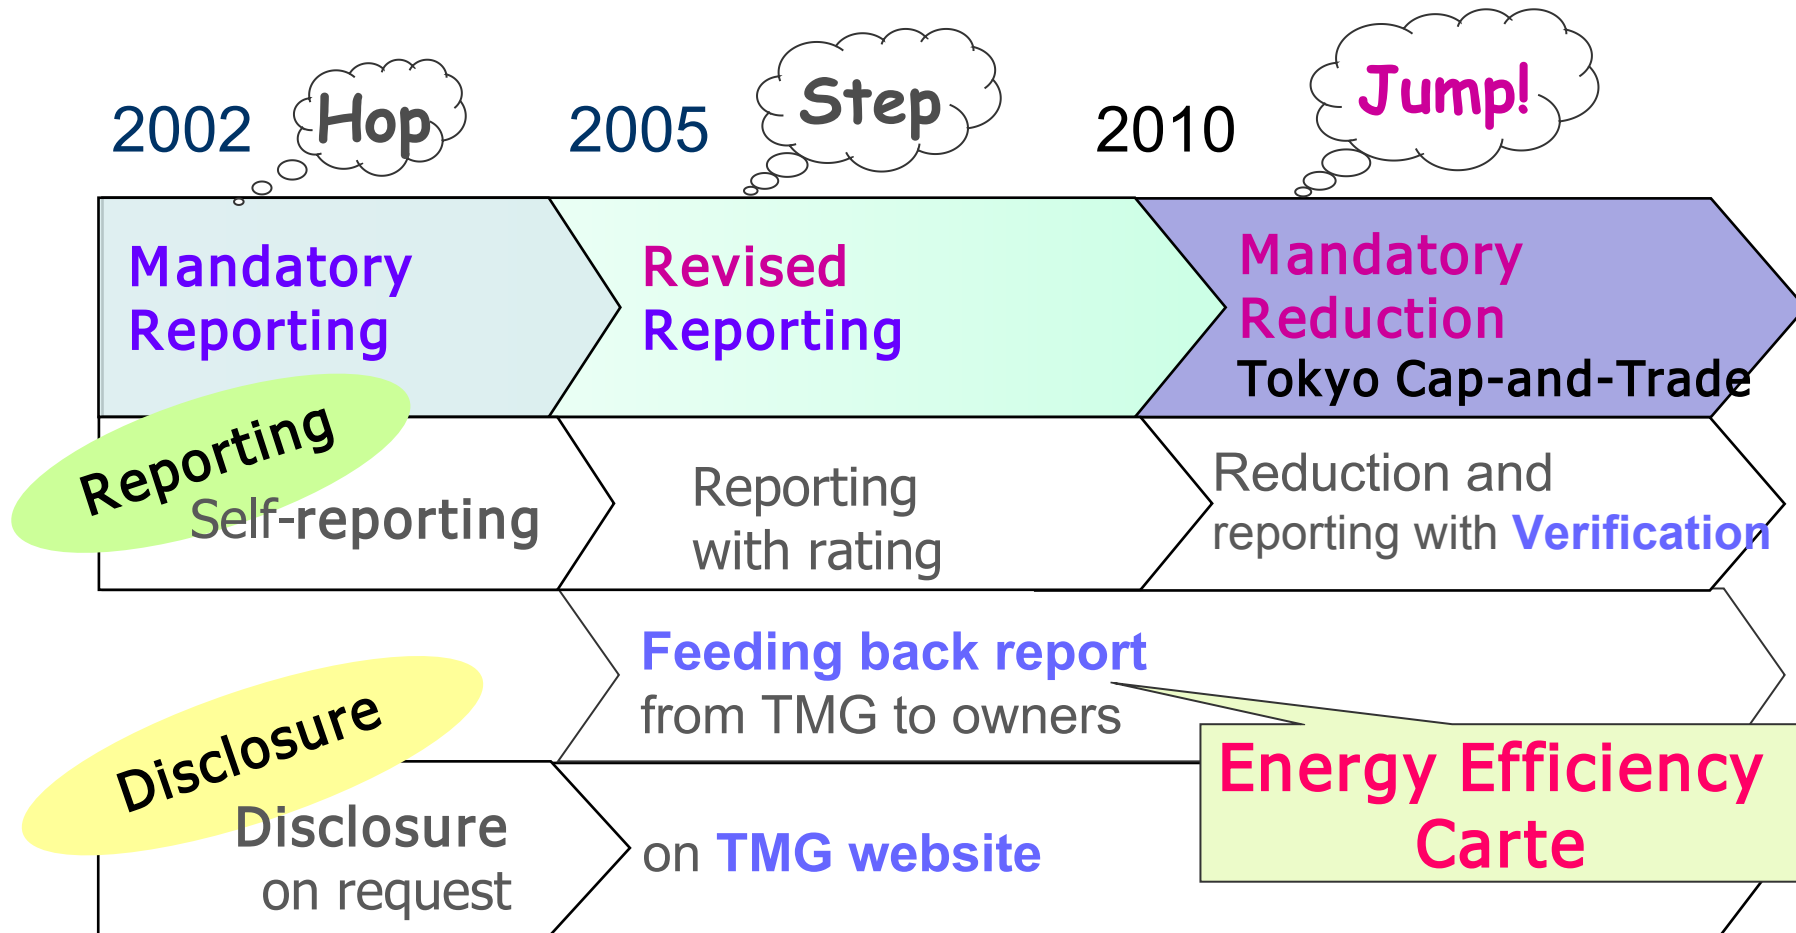 2002
Hop
2005
Step
2010
Jump!
Mandatory
Reporting
Revised
Reporting
Mandatory
Reduction
Tokyo Cap-and-Trade
Reporting
Self-reporting
Reporting
with rating
Reduction and
reporting with Verification
Feeding back report
from TMG to owners
Energy Efficiency
Carte
Disclosure
Disclosure
on request
on TMG website